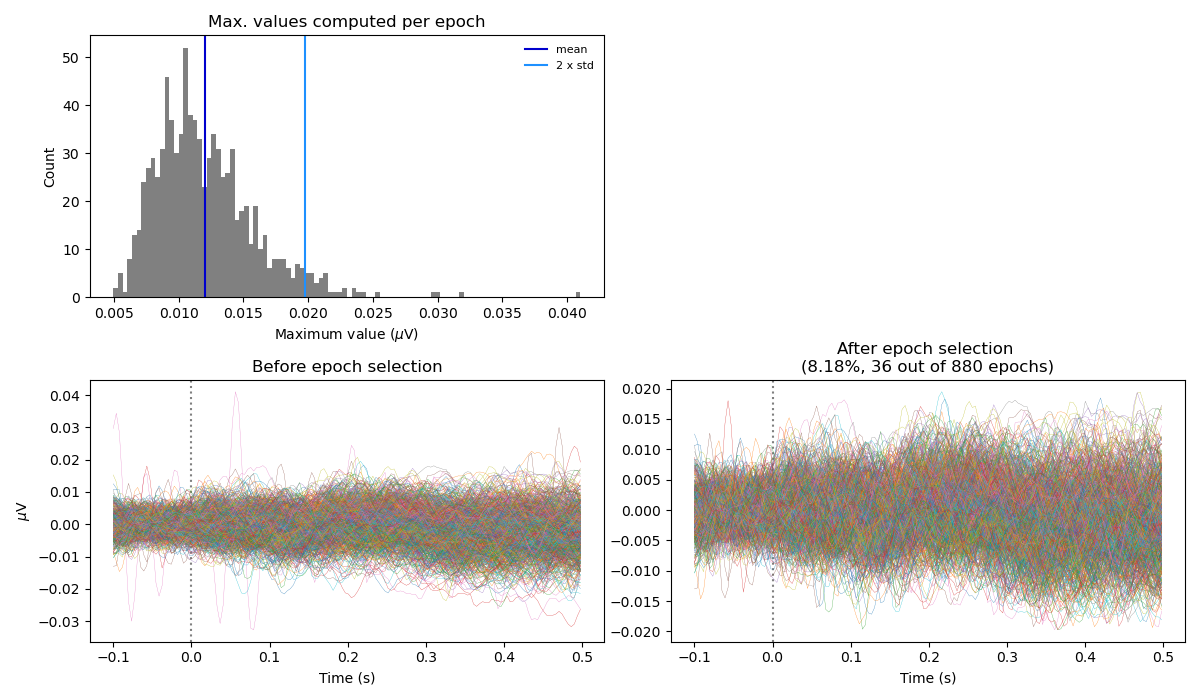 Max. values computed per epoch
mean
2 x std
50
40
30
20
10
0
Count
0.005 0.010 0.015 0.020 0.025 0.030 0.035 0.040
Maximum value (μV)
Before epoch selection
0.04
0.03
0.02
0.01
0.00
−0.01
−0.02
−0.03
μV
−0.1 0.0 0.1 0.2 0.3 0.4 0.5
Time (s)
After epoch selection
(8.18%, 36 out of 880 epochs)
0.020
0.015
0.010
0.005
0.000
−0.005
−0.010
−0.015
−0.020
−0.1 0.0 0.1 0.2 0.3 0.4 0.5
Time (s)